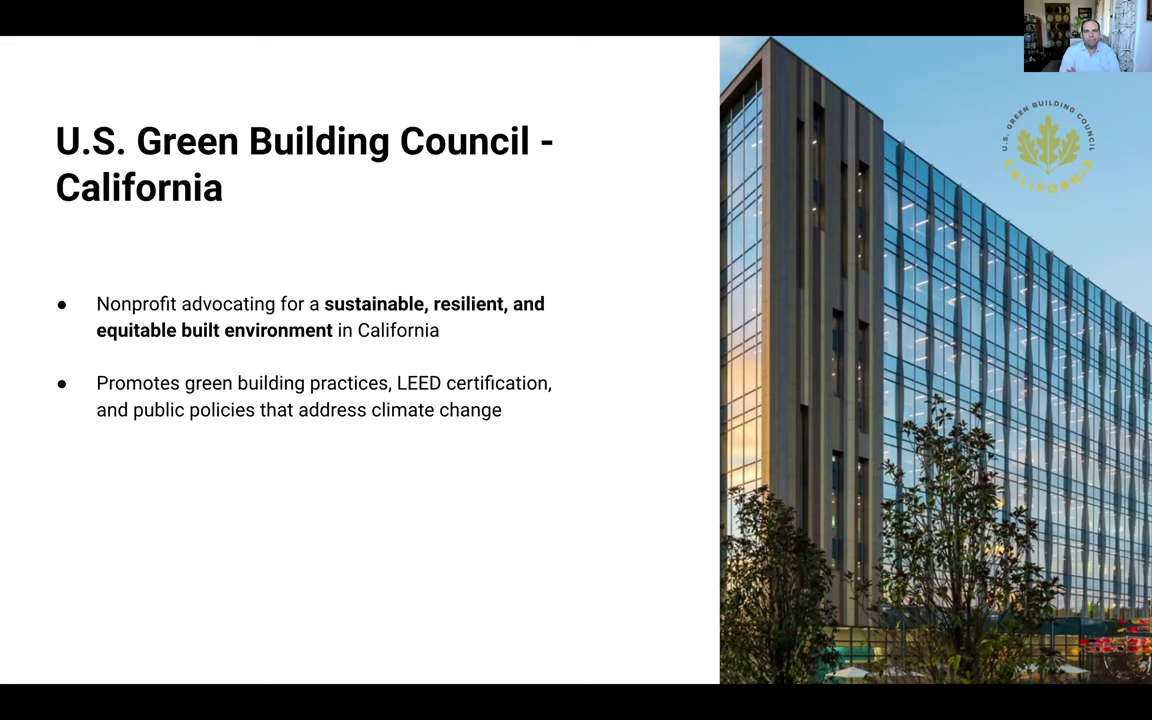 U.S. Green Building Council -
California
● Nonprofit advocating for a sustainable, resilient, and
equitable built environment in California
● Promotes green building practices, LEED certification,
and public policies that address climate change
U.S. GREEN BUILDING COUNCIL
CALIFORNIA